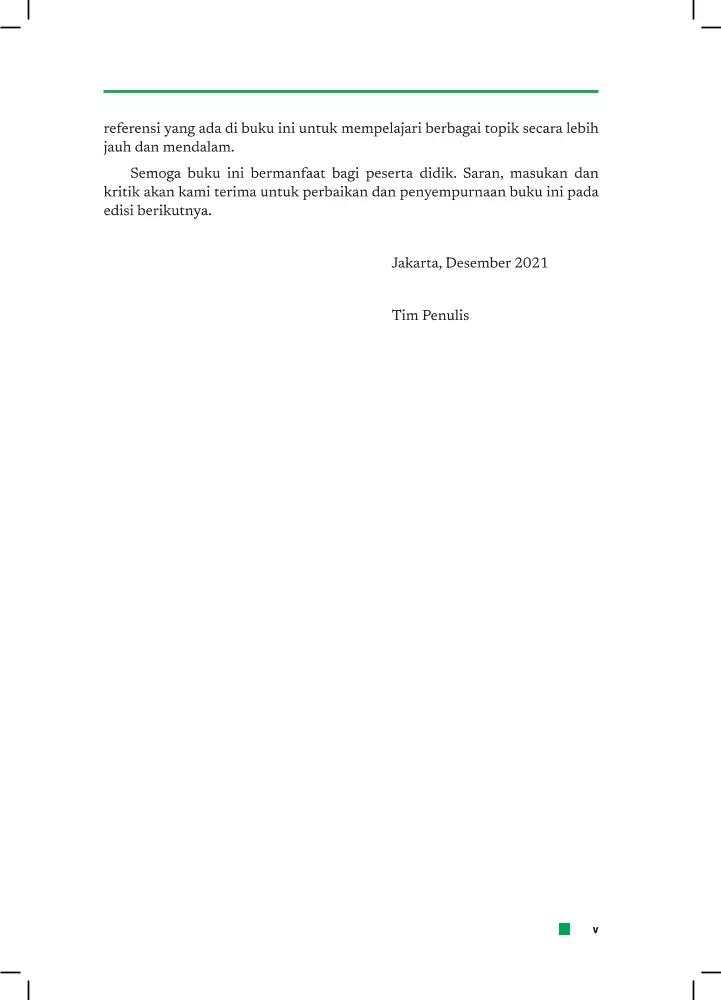 referensi yang ada di buku ini untuk mempelajari berbagai topik secara lebih
jauh dan mendalam.
Semoga buku ini bermanfaat bagi peserta didik. Saran, masukan dan
kritik akan kami terima untuk perbaikan dan penyempurnaan buku ini pada
edisi berikutnya.
Jakarta, Desember 2021
Tim Penulis
v